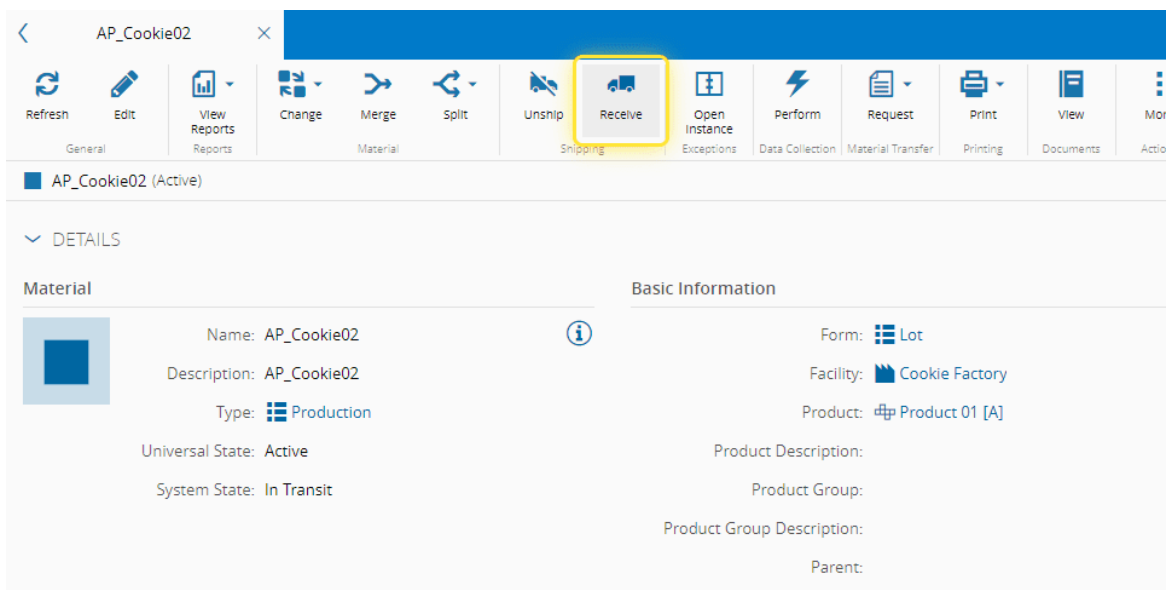 AP_Cookie02
Refresh Edit View Reports Change Merge Split Unship Receive Open Instance Perform Request Print View Mor
General Reports Material Shipping Exceptions Data Collection Material Transfer Printing Documents Actio
AP_Cookie02 (Active)
DETAILS
Material Basic Information
Name: AP_Cookie02 Form: Lot
Description: AP_Cookie02 Facility: Cookie Factory
Type: Production Product: Product 01 [A]
Universal State: Active Product Description:
System State: In Transit Product Group:
Product Group Description:
Parent: